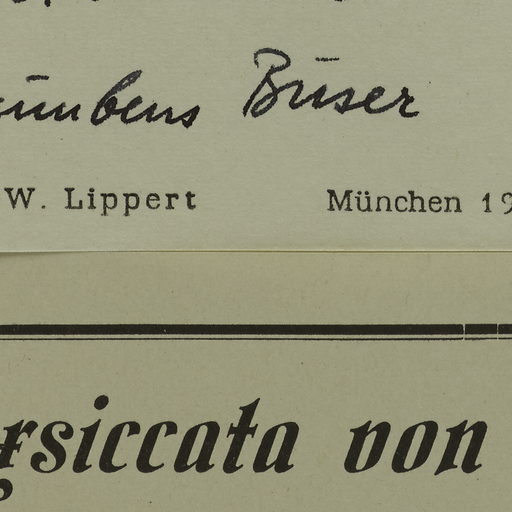 Büser
W. Lippert München 19
siccata von